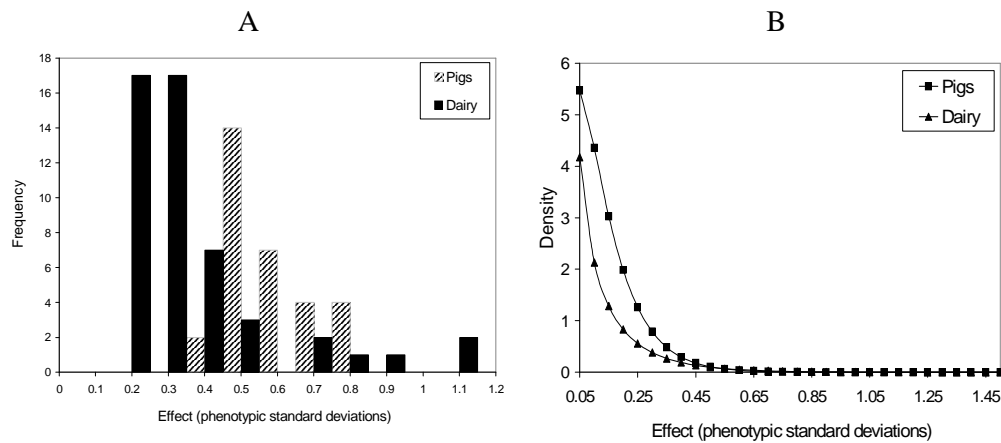 A
18
16
14
12
10
8
6
4
2
0
Frequency
Pigs
Dairy
0 0.1 0.2 0.3 0.4 0.5 0.6 0.7 0.8 0.9 1 1.1 1.2
Effect (phenotypic standard deviations)
B
6
5
4
3
2
1
0
Density
Pigs
Dairy
0.05 0.25 0.45 0.65 0.85 1.05 1.25 1.45
Effect (phenotypic standard deviations)